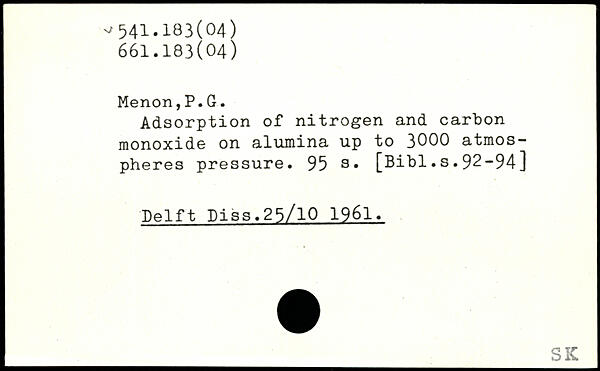 541.183(04)
661.183(04)
Menon,P.G.
Adsorption of nitrogen and carbon
monoxide on alumina up to 3000 atmos-
pheres pressure. 95 s. [Bibl.s.92-94]
Delft Diss.25/10 1961.
SK